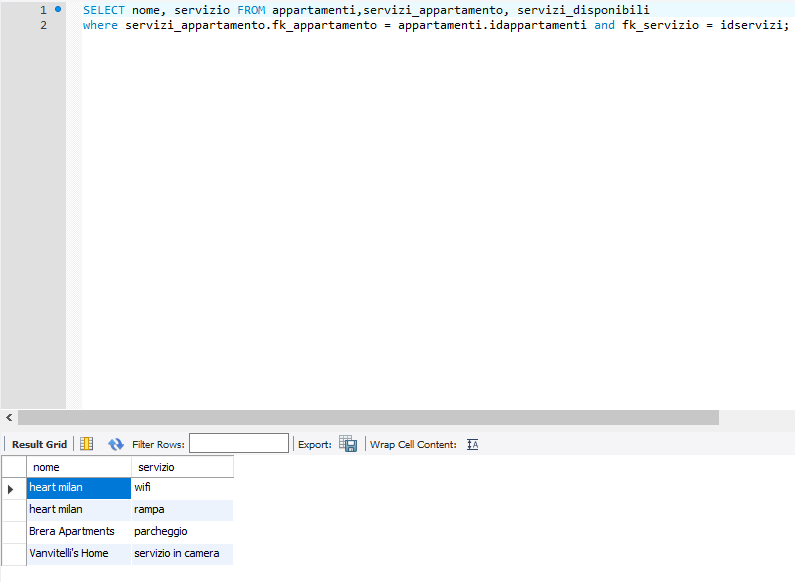 1 SELECT nome, servizio FROM appartamenti,servizi_appartamento, servizi_disponibili
2 where servizi_appartamento.fk_appartamento = appartamenti.idappartamenti and fk_servizio = idservizi;
Result Grid Filter Rows: Export: Wrap Cell Content: IA
nome servizio
heart milan wifi
heart milan rampa
Brera Apartments parcheggio
Vanvitelli's Home servizio in camera